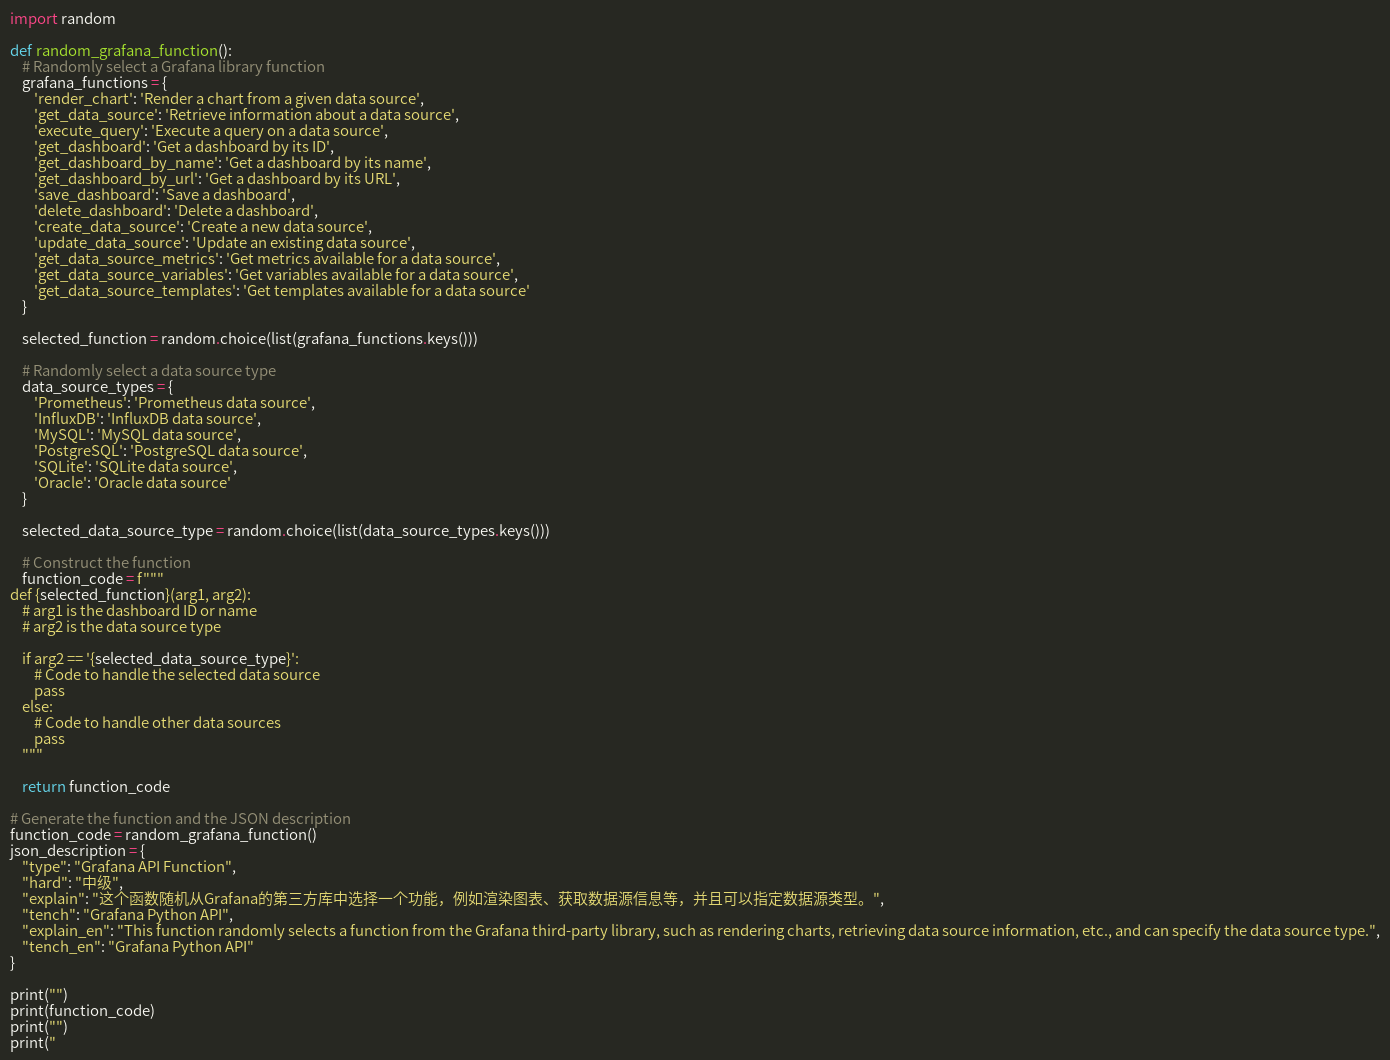 import random

def random_grafana_function():
    # Randomly select a Grafana library function
    grafana_functions = {
        'render_chart': 'Render a chart from a given data source',
        'get_data_source': 'Retrieve information about a data source',
        'execute_query': 'Execute a query on a data source',
        'get_dashboard': 'Get a dashboard by its ID',
        'get_dashboard_by_name': 'Get a dashboard by its name',
        'get_dashboard_by_url': 'Get a dashboard by its URL',
        'save_dashboard': 'Save a dashboard',
        'delete_dashboard': 'Delete a dashboard',
        'create_data_source': 'Create a new data source',
        'update_data_source': 'Update an existing data source',
        'get_data_source_metrics': 'Get metrics available for a data source',
        'get_data_source_variables': 'Get variables available for a data source',
        'get_data_source_templates': 'Get templates available for a data source'
    }

    selected_function = random.choice(list(grafana_functions.keys()))

    # Randomly select a data source type
    data_source_types = {
        'Prometheus': 'Prometheus data source',
        'InfluxDB': 'InfluxDB data source',
        'MySQL': 'MySQL data source',
        'PostgreSQL': 'PostgreSQL data source',
        'SQLite': 'SQLite data source',
        'Oracle': 'Oracle data source'
    }

    selected_data_source_type = random.choice(list(data_source_types.keys()))

    # Construct the function
    function_code = f"""
def {selected_function}(arg1, arg2):
    # arg1 is the dashboard ID or name
    # arg2 is the data source type

    if arg2 == '{selected_data_source_type}':
        # Code to handle the selected data source
        pass
    else:
        # Code to handle other data sources
        pass
    """

    return function_code

# Generate the function and the JSON description
function_code = random_grafana_function()
json_description = {
    "type": "Grafana API Function",
    "hard": "中级",
    "explain": "这个函数随机从Grafana的第三方库中选择一个功能，例如渲染图表、获取数据源信息等，并且可以指定数据源类型。",
    "tench": "Grafana Python API",
    "explain_en": "This function randomly selects a function from the Grafana third-party library, such as rendering charts, retrieving data source information, etc., and can specify the data source type.",
    "tench_en": "Grafana Python API"
}

print("")
print(function_code)
print("")
print("